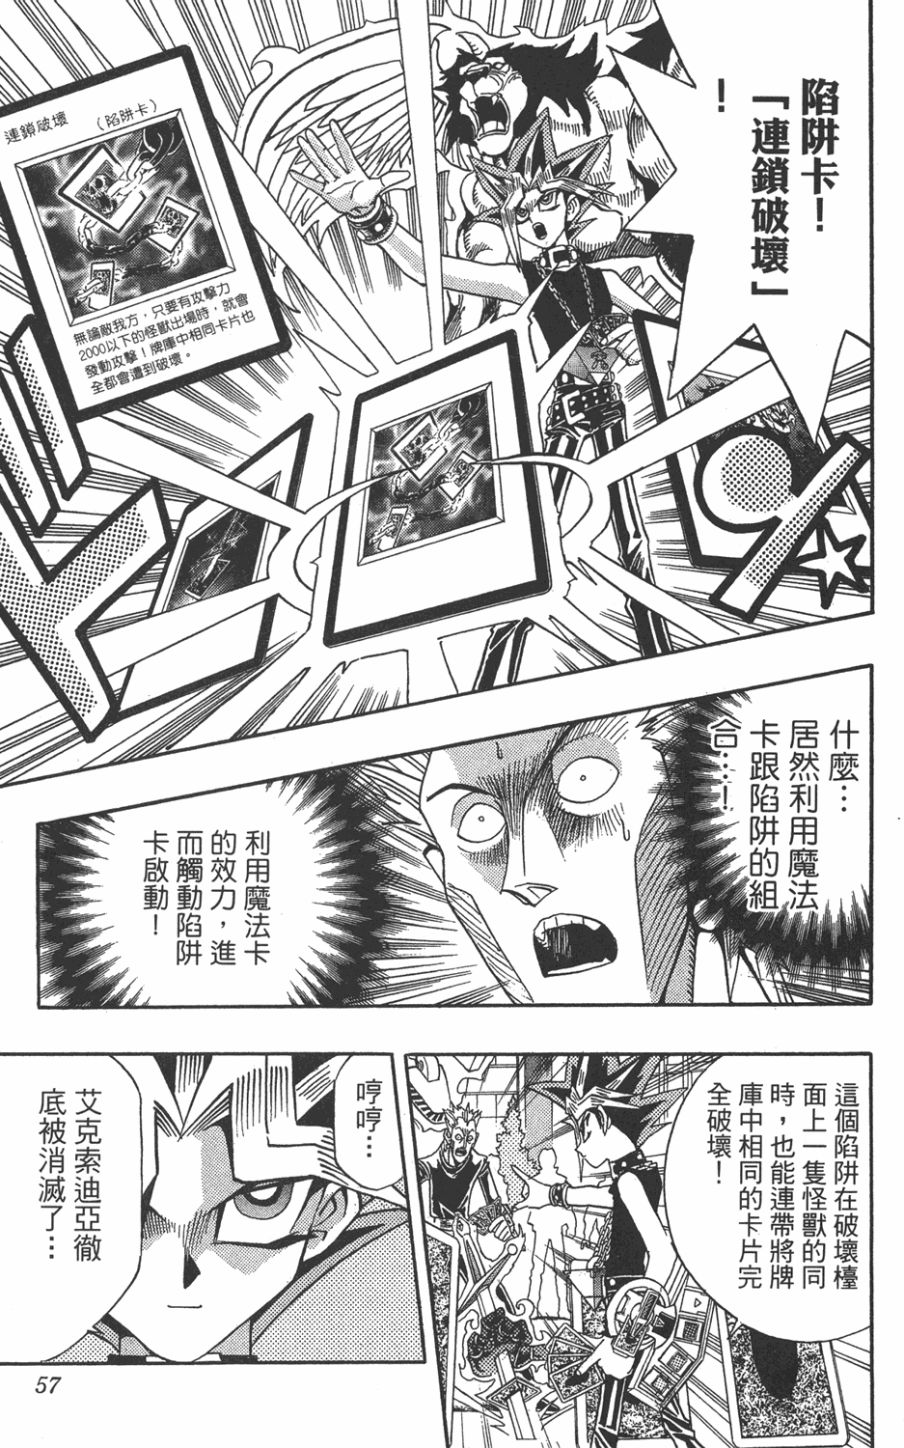 陷阱卡！
「連鎖破壞」
！
連鎖破壞　（陷阱卡）
無論敵我方，只要有攻擊力
2000以下的怪獸出場時，就會
發動攻擊！牌庫中相同卡片也
全都會遭到破壞。
什麼…
居然利用魔法
卡跟陷阱的組
合…！
利用魔法卡
的效力，進
而觸動陷阱
卡啟動！
這個陷阱在破壞檯
面上一隻怪獸的同
時，也能連帶將牌
庫中相同的卡片完
全破壞！
哼哼…
艾克索迪亞徹
底被消滅了…
57